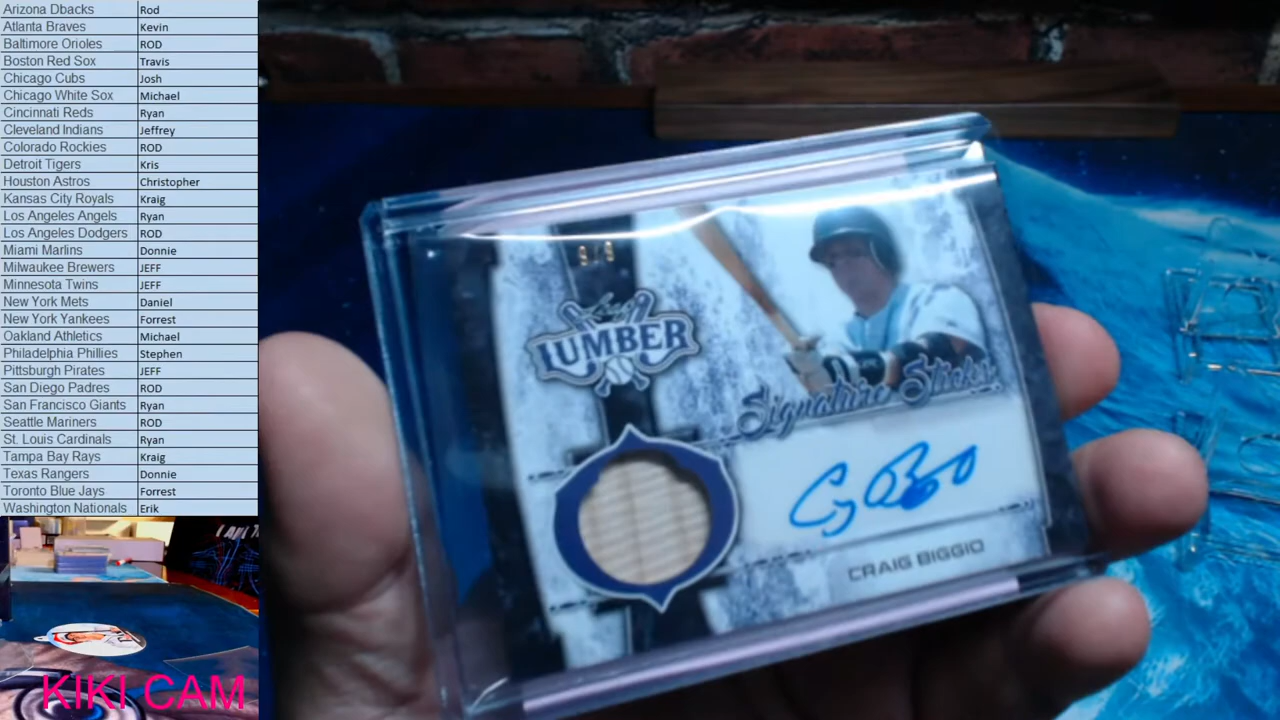 Arizona Dbacks Rod
Atlanta Braves Kevin
Baltimore Orioles ROD
Boston Red Sox Travis
Chicago Cubs Josh
Chicago White Sox Michael
Cincinnati Reds Ryan
Cleveland Indians Jeffrey
Colorado Rockies ROD
Detroit Tigers Kris
Houston Astros Christopher
Kansas City Royals Kraig
Los Angeles Angels Ryan
Los Angeles Dodgers ROD
Miami Marlins Donnie
Milwaukee Brewers JEFF
Minnesota Twins JEFF
New York Mets Daniel
New York Yankees Forrest
Oakland Athletics Michael
Philadelphia Phillies Stephen
Pittsburgh Pirates JEFF
San Diego Padres ROD
San Francisco Giants Ryan
Seattle Mariners ROD
St. Louis Cardinals Ryan
Tampa Bay Rays Kraig
Texas Rangers Donnie
Toronto Blue Jays Forrest
Washington Nationals Erik
KIKI CAM
9/9
LUMBER
Signature Sticks
CRAIG BIGGIO